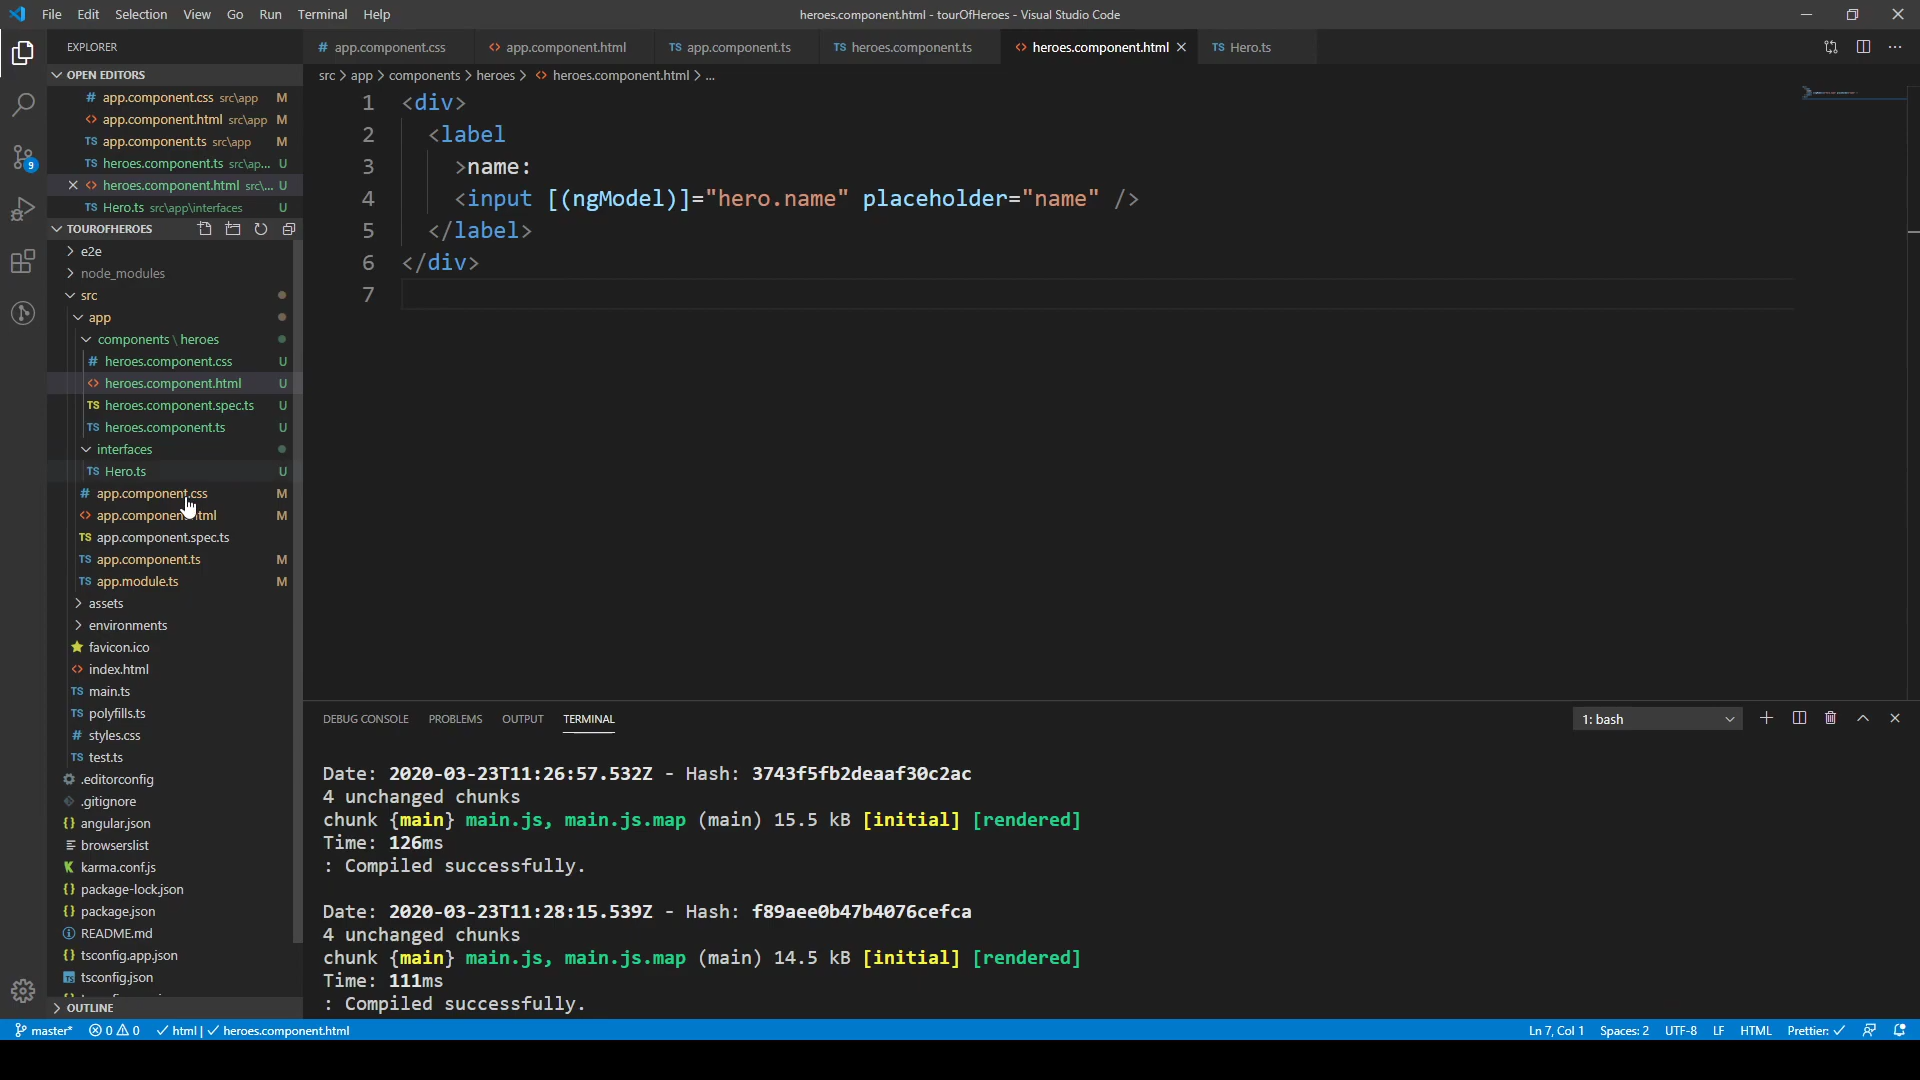 File Edit Selection View Go Run Terminal Help
heroes.component.html - tourOfHeroes - Visual Studio Code
EXPLORER
OPEN EDITORS
# app.component.css src\app M
<> app.component.html src\app M
TS app.component.ts src\app M
TS heroes.component.ts src\ap... U
<> heroes.component.html src\... U
TS Hero.ts src\app\interfaces U
TOUROFHEROES
e2e
node_modules
src
app
components \ heroes
# heroes.component.css U
<> heroes.component.html U
TS heroes.component.spec.ts U
TS heroes.component.ts U
interfaces
TS Hero.ts U
# app.component.css M
<> app.component.html M
TS app.component.spec.ts
TS app.component.ts M
TS app.module.ts M
assets
environments
favicon.ico
<> index.html
TS main.ts
TS polyfills.ts
# styles.css
TS test.ts
.editorconfig
.gitignore
{} angular.json
browserslist
K karma.conf.js
{} package-lock.json
{} package.json
README.md
{} tsconfig.app.json
TS tsconfig.json
OUTLINE
9
# app.component.css <> app.component.html TS app.component.ts TS heroes.component.ts <> heroes.component.html TS Hero.ts
src > app > components > heroes > <> heroes.component.html > ...
1 <div>
2 <label
3 >name:
4 <input [(ngModel)]="hero.name" placeholder="name" />
5 </label>
6 </div>
7
DEBUG CONSOLE PROBLEMS OUTPUT TERMINAL
1: bash
Date: 2020-03-23T11:26:57.532Z - Hash: 3743f5fb2deaaf30c2ac
4 unchanged chunks
chunk {main} main.js, main.js.map (main) 15.5 kB [initial] [rendered]
Time: 126ms
: Compiled successfully.
Date: 2020-03-23T11:28:15.539Z - Hash: f89aee0b47b4076cefca
4 unchanged chunks
chunk {main} main.js, main.js.map (main) 14.5 kB [initial] [rendered]
Time: 111ms
: Compiled successfully.
master* 0 0 html | heroes.component.html
Ln 7, Col 1 Spaces: 2 UTF-8 LF HTML Prettier: